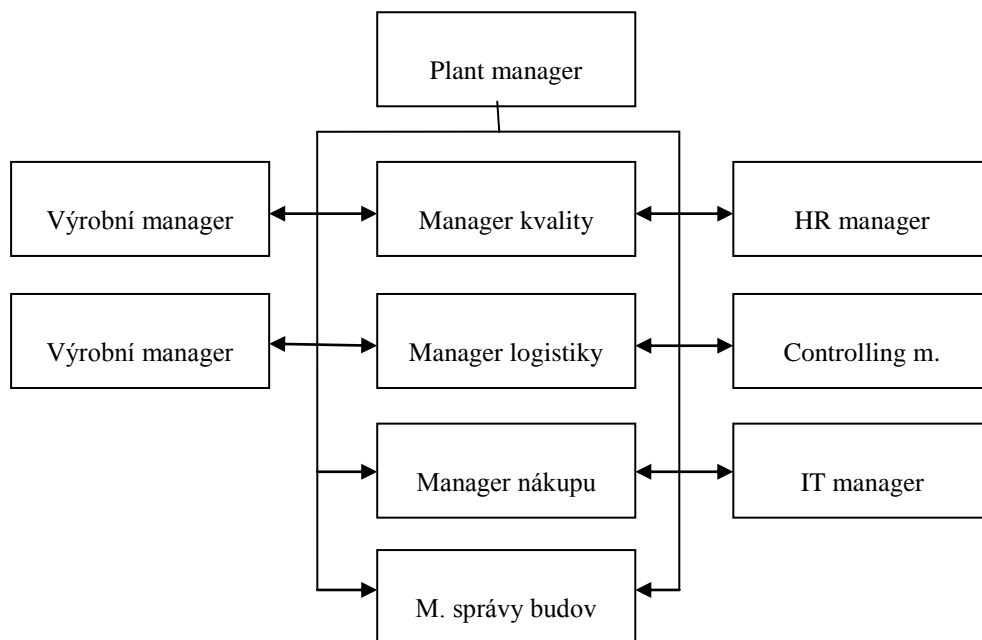 Plant manager
Výrobní manager
Manager kvality
HR manager
Výrobní manager
Manager logistiky
Controlling m.
Manager nákupu
IT manager
M. správy budov